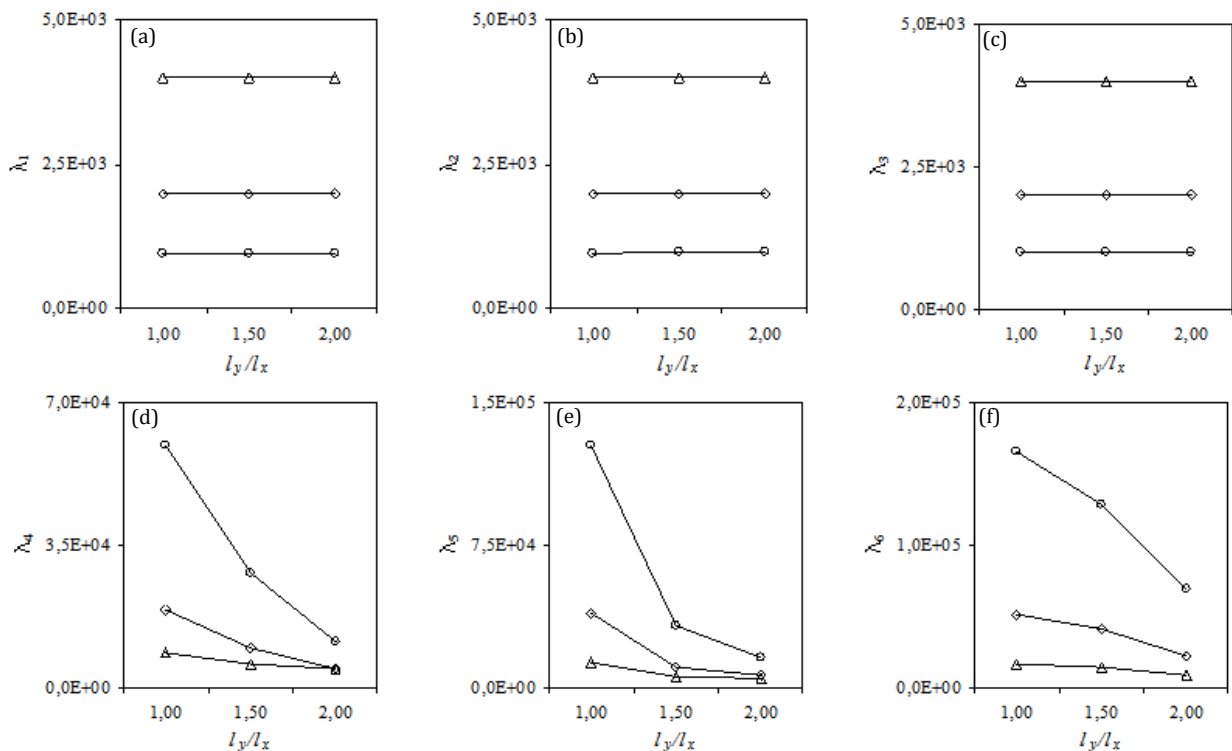 (a)
5,0E+03
2,5E+03
0,0E+00
λ1
1,00 1,50 2,00
ly/lx
(b)
5,0E+03
2,5E+03
0,0E+00
λ2
1,00 1,50 2,00
ly/lx
(c)
5,0E+03
2,5E+03
0,0E+00
λ3
1,00 1,50 2,00
ly/lx
(d)
7,0E+04
3,5E+04
0,0E+00
λ4
1,00 1,50 2,00
ly/lx
(e)
1,5E+05
7,5E+04
0,0E+00
λ5
1,00 1,50 2,00
ly/lx
(f)
2,0E+05
1,0E+05
0,0E+00
λ6
1,00 1,50 2,00
ly/lx